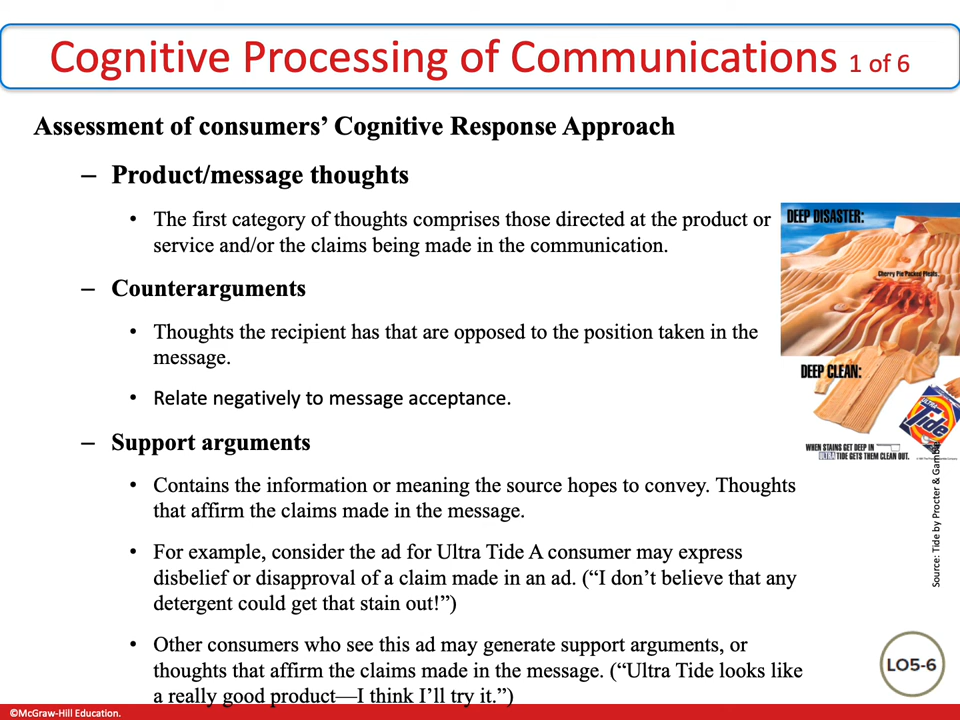 Cognitive Processing of Communications 1 of 6
Assessment of consumers’ Cognitive Response Approach
– Product/message thoughts
• The first category of thoughts comprises those directed at the product or
service and/or the claims being made in the communication.
– Counterarguments
• Thoughts the recipient has that are opposed to the position taken in the
message.
• Relate negatively to message acceptance.
– Support arguments
• Contains the information or meaning the source hopes to convey. Thoughts
that affirm the claims made in the message.
• For example, consider the ad for Ultra Tide A consumer may express
disbelief or disapproval of a claim made in an ad. (“I don’t believe that any
detergent could get that stain out!”)
• Other consumers who see this ad may generate support arguments, or
thoughts that affirm the claims made in the message. (“Ultra Tide looks like
a really good product—I think I’ll try it.”)
DEEP DISASTER:
Cherry Pie Packed Pleats.
DEEP CLEAN:
ULTRA
Tide
WHEN STAINS GET DEEP IN
ULTRA TIDE GETS THEM CLEAN OUT.
Source: Tide by Procter & Gamble
LO5-6
©McGraw-Hill Education.